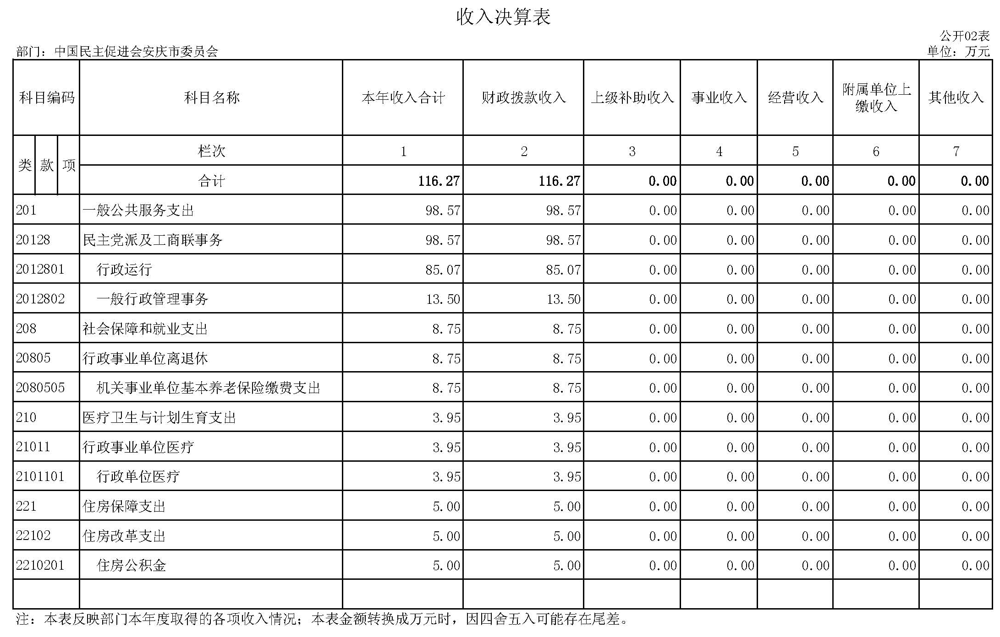 收入决算表
公开02表
部门：中国民主促进会安庆市委员会 单位：万元
科目编码 科目名称 本年收入合计 财政拨款收入 上级补助收入 事业收入 经营收入 附属单位上缴收入 其他收入
类 款 项 栏次 1 2 3 4 5 6 7
合计 116.27 116.27 0.00 0.00 0.00 0.00 0.00
201 一般公共服务支出 98.57 98.57 0.00 0.00 0.00 0.00 0.00
20128 民主党派及工商联事务 98.57 98.57 0.00 0.00 0.00 0.00 0.00
2012801 行政运行 85.07 85.07 0.00 0.00 0.00 0.00 0.00
2012802 一般行政管理事务 13.50 13.50 0.00 0.00 0.00 0.00 0.00
208 社会保障和就业支出 8.75 8.75 0.00 0.00 0.00 0.00 0.00
20805 行政事业单位离退休 8.75 8.75 0.00 0.00 0.00 0.00 0.00
2080505 机关事业单位基本养老保险缴费支出 8.75 8.75 0.00 0.00 0.00 0.00 0.00
210 医疗卫生与计划生育支出 3.95 3.95 0.00 0.00 0.00 0.00 0.00
21011 行政事业单位医疗 3.95 3.95 0.00 0.00 0.00 0.00 0.00
2101101 行政单位医疗 3.95 3.95 0.00 0.00 0.00 0.00 0.00
221 住房保障支出 5.00 5.00 0.00 0.00 0.00 0.00 0.00
22102 住房改革支出 5.00 5.00 0.00 0.00 0.00 0.00 0.00
2210201 住房公积金 5.00 5.00 0.00 0.00 0.00 0.00 0.00
注：本表反映部门本年度取得的各项收入情况；本表金额转换成万元时，因四舍五入可能存在尾差。